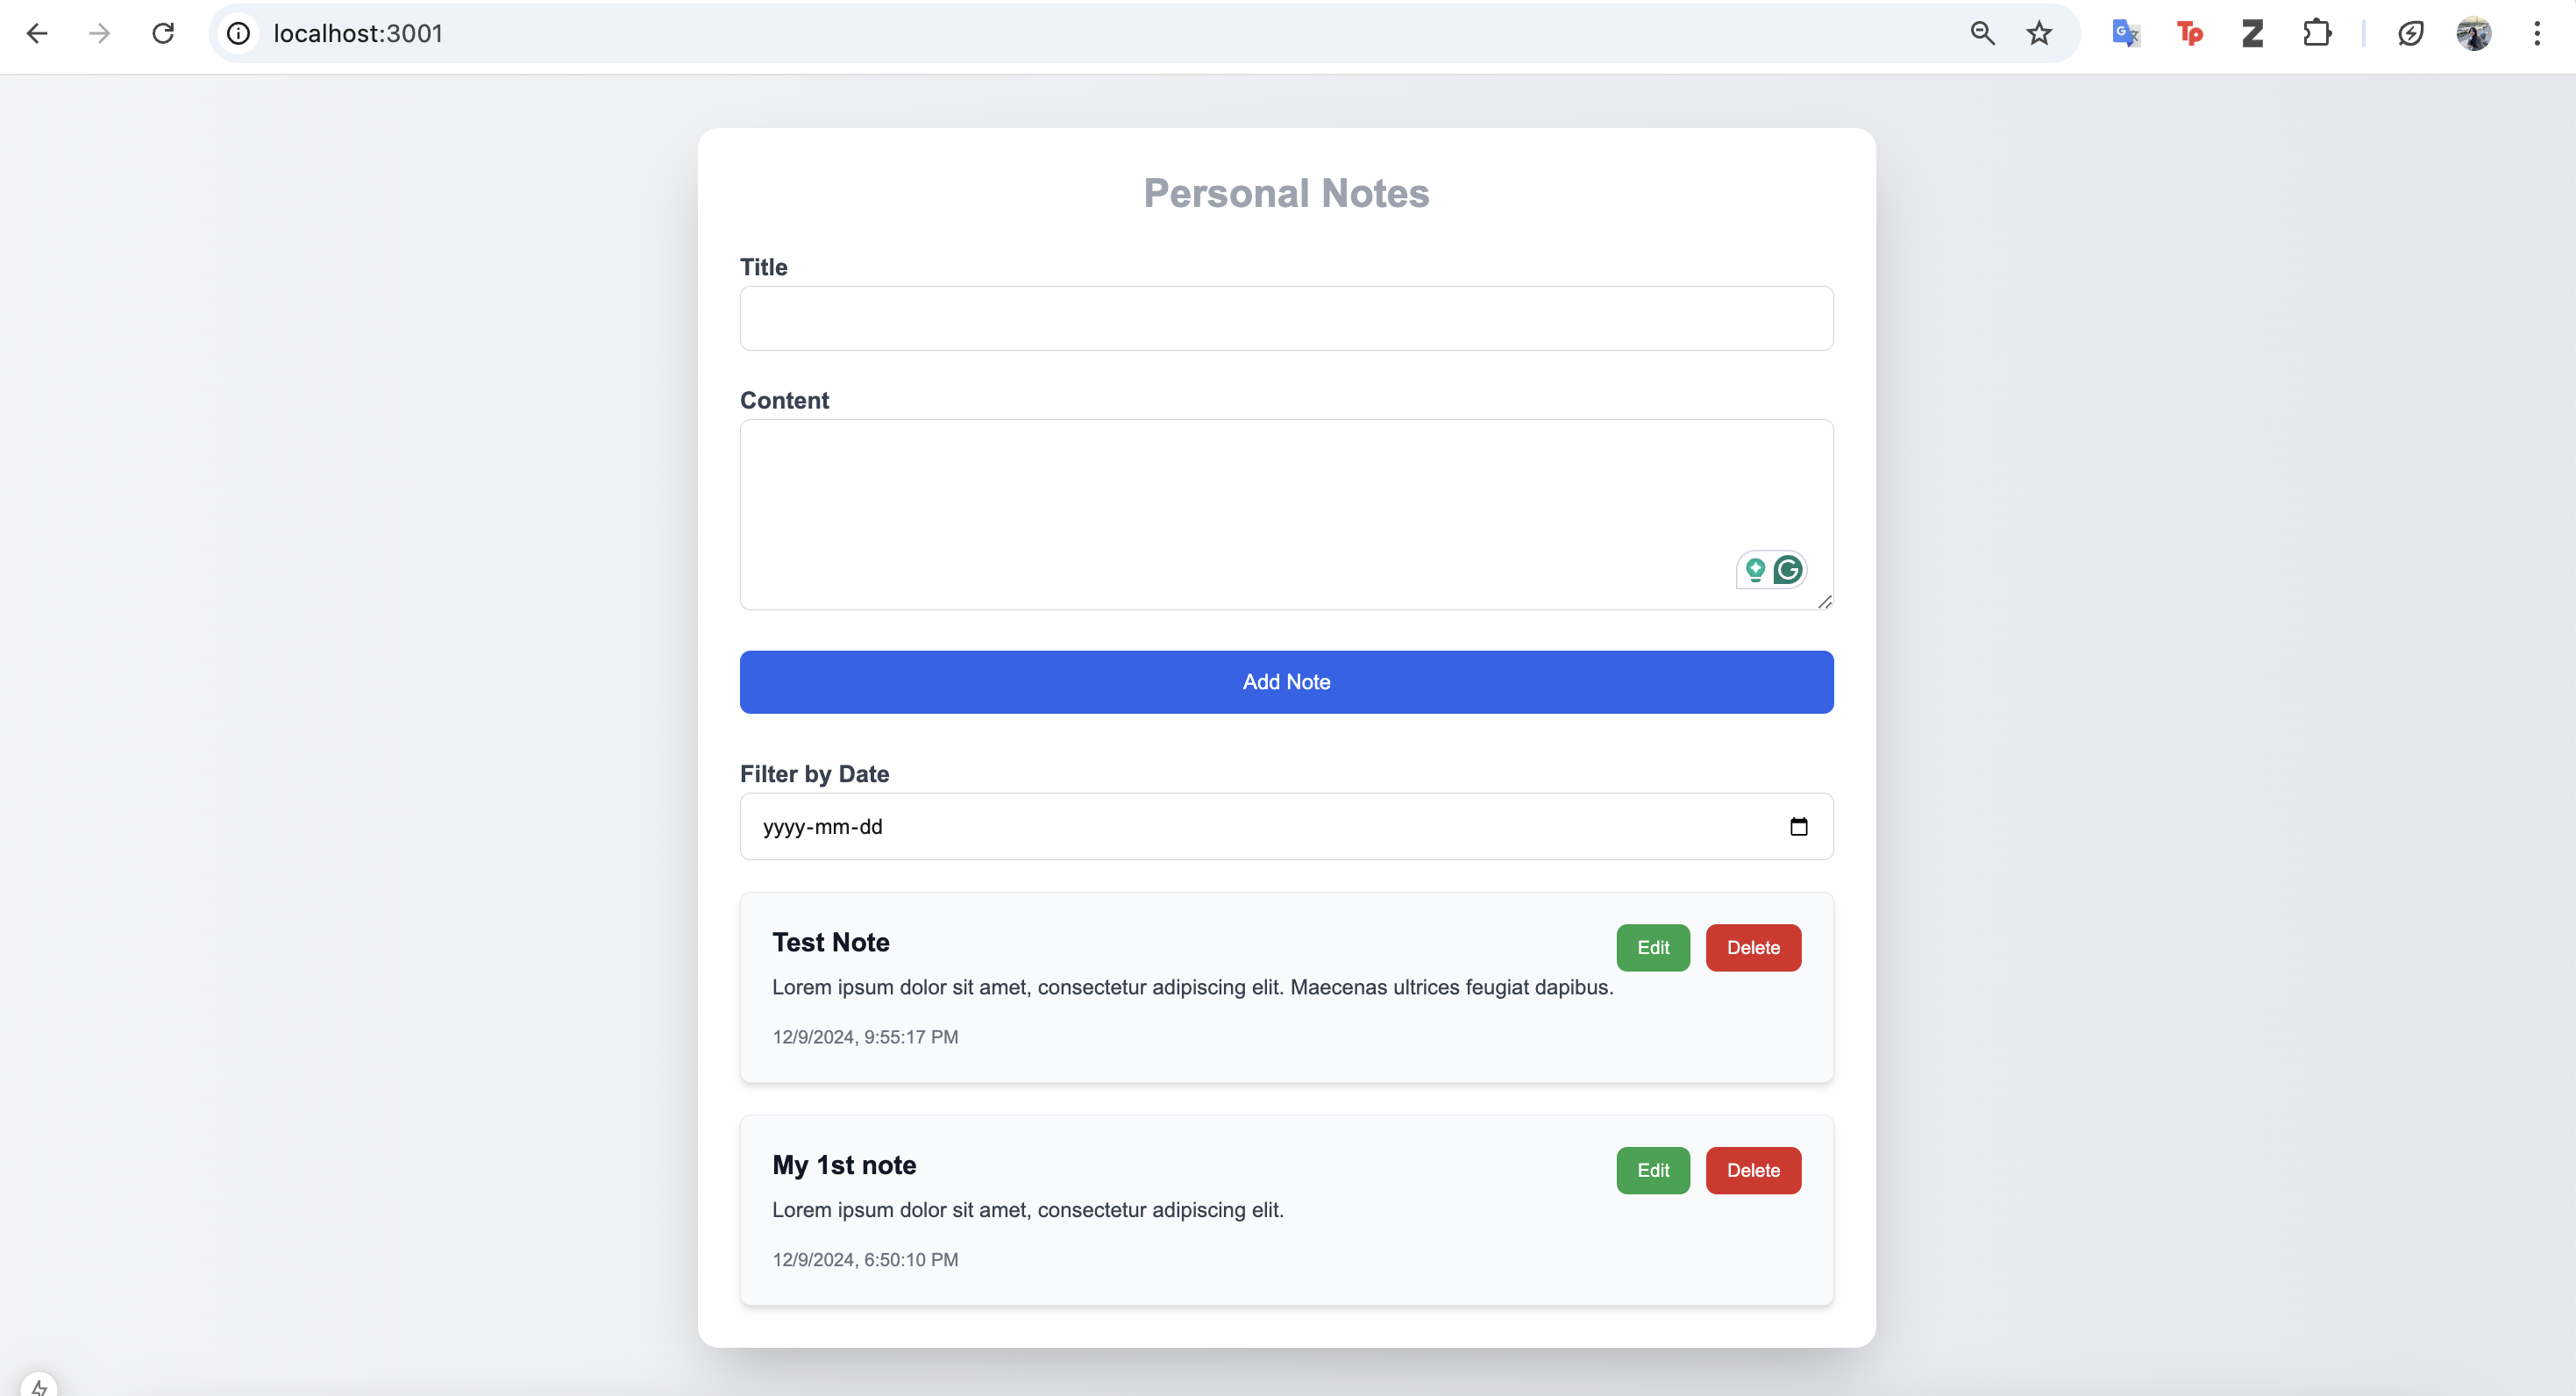 localhost:3001
Tp
Z
Personal Notes
Title
Content
G
Add Note
Filter by Date
yyyy-mm-dd
Test Note
Edit
Delete
Lorem ipsum dolor sit amet, consectetur adipiscing elit. Maecenas ultrices feugiat dapibus.
12/9/2024, 9:55:17 PM
My 1st note
Edit
Delete
Lorem ipsum dolor sit amet, consectetur adipiscing elit.
12/9/2024, 6:50:10 PM